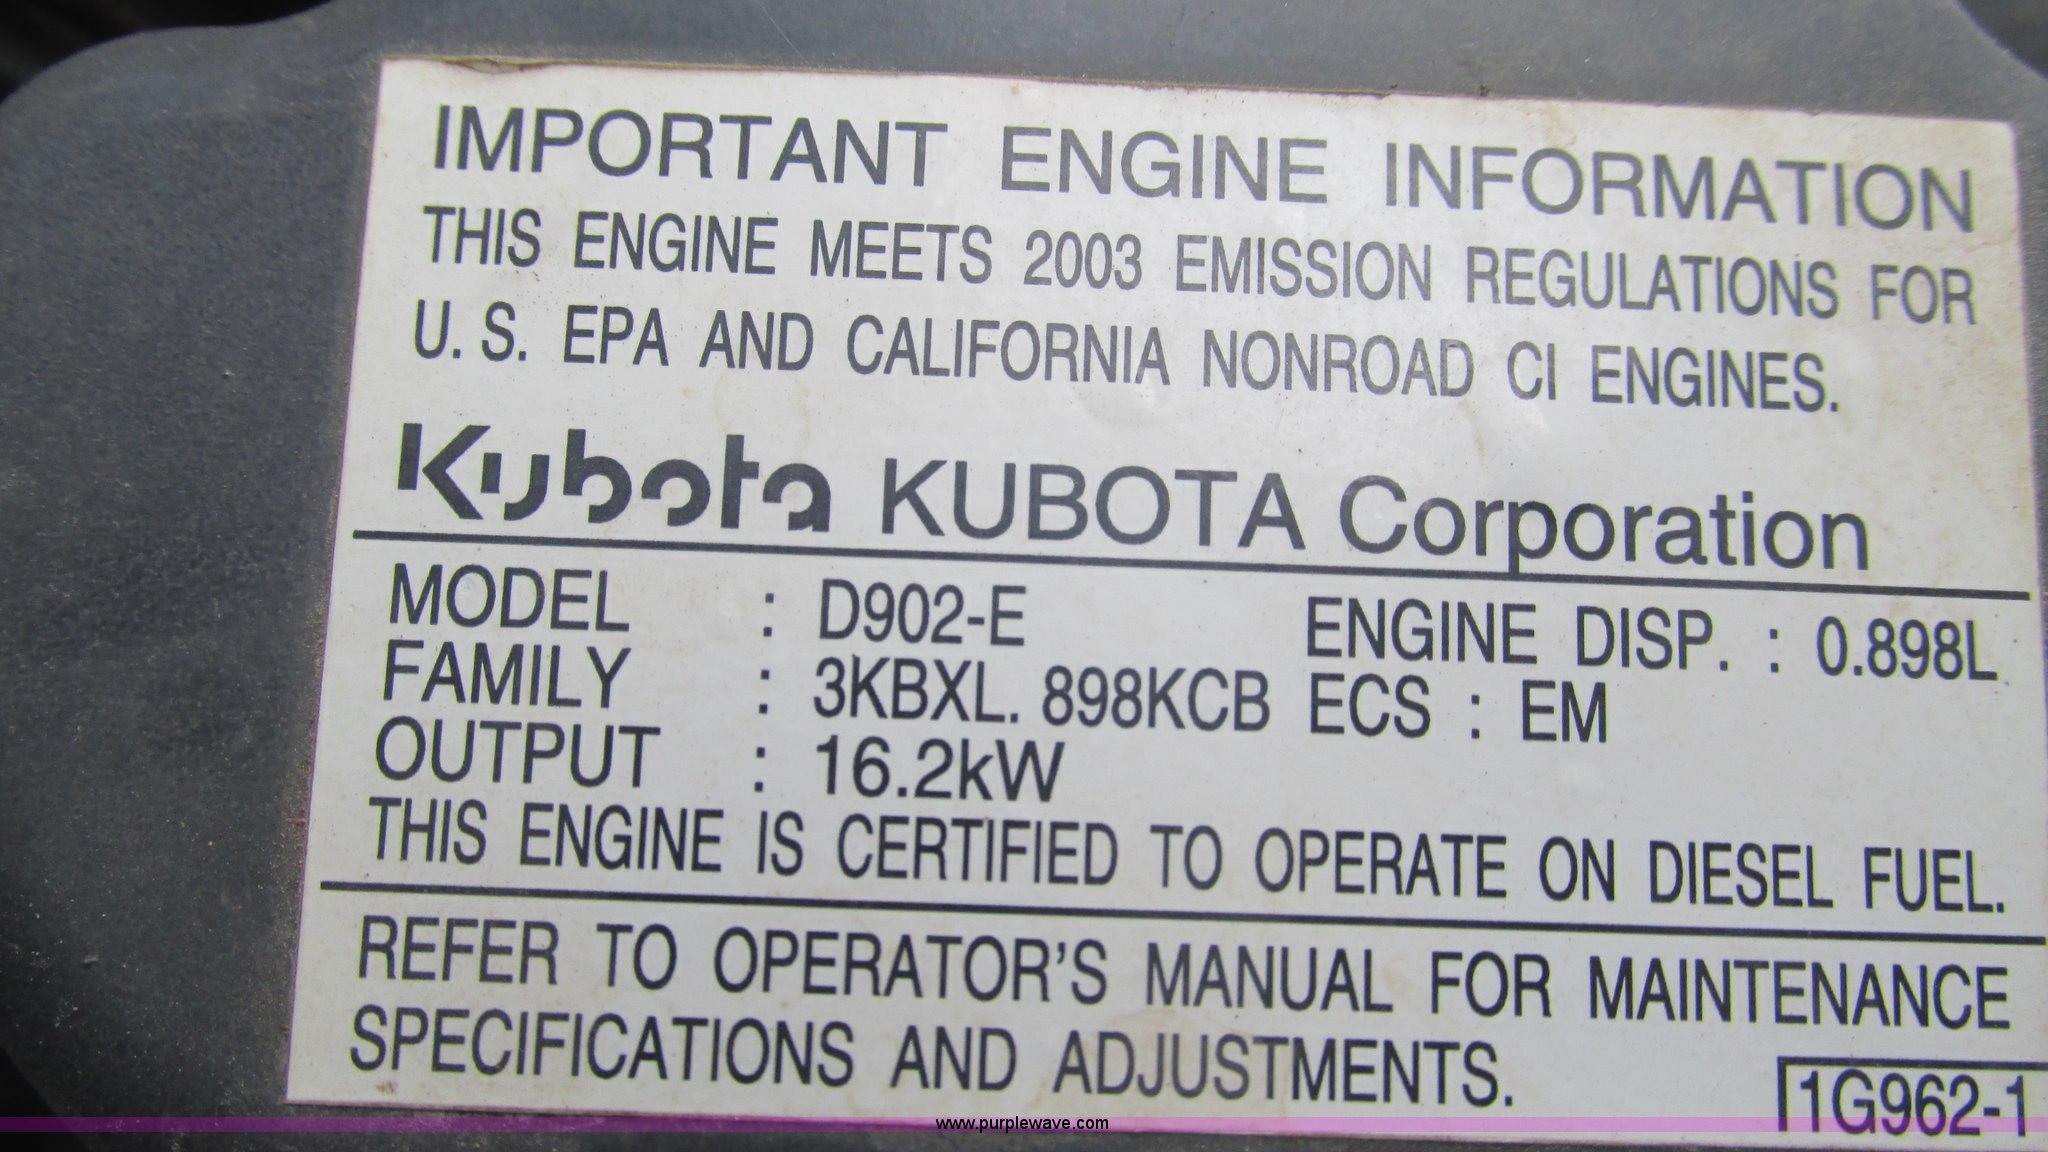 IMPORTANT ENGINE INFORMATION
THIS ENGINE MEETS 2003 EMISSION REGULATIONS FOR
U.S. EPA AND CALIFORNIA NONROAD CI ENGINES.
Kubota KUBOTA Corporation
MODEL : D902-E ENGINE DISP. : 0.898L
FAMILY : 3KBXL. 898KCB ECS : EM
OUTPUT : 16.2kW
THIS ENGINE IS CERTIFIED TO OPERATE ON DIESEL FUEL.
REFER TO OPERATOR'S MANUAL FOR MAINTENANCE
SPECIFICATIONS AND ADJUSTMENTS.
1G962-1
www.purplewave.com